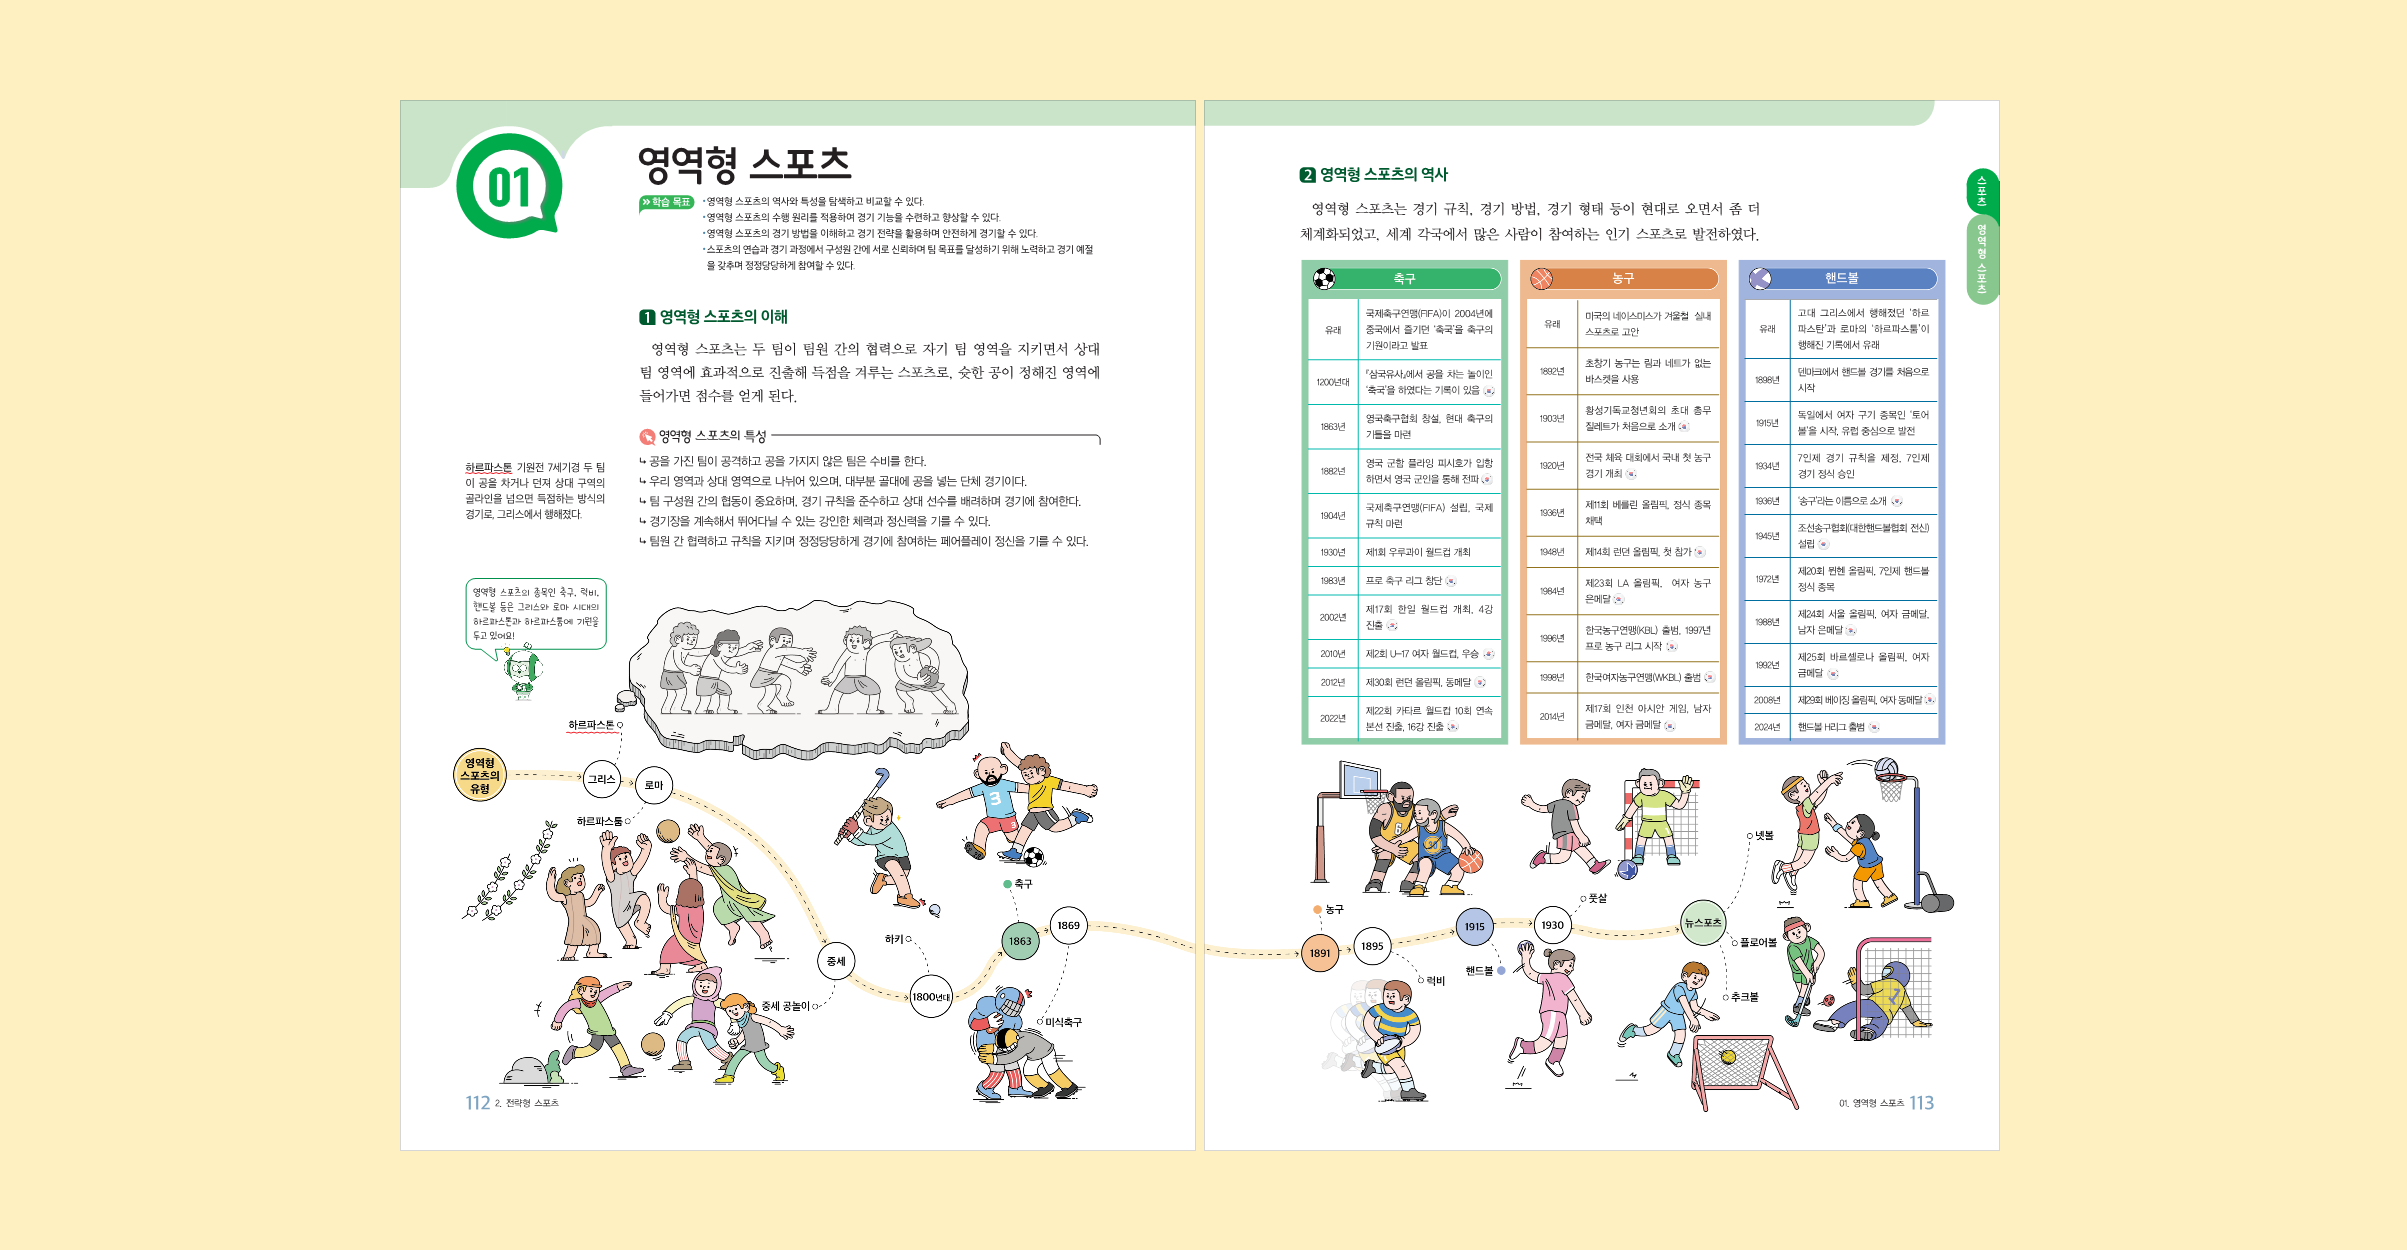 01
영역형 스포츠
학습 목표
·영역형 스포츠의 역사와 특성을 탐색하고 비교할 수 있다.
·영역형 스포츠의 수행 원리를 적용하여 경기 기능을 수련하고 향상할 수 있다.
·영역형 스포츠의 경기 방법을 이해하고 경기 전략을 활용하며 안전하게 경기할 수 있다.
·스포츠의 연습과 경기 과정에서 구성원 간에 서로 신뢰하며 팀 목표를 달성하기 위해 노력하고 경기 예절
을 갖추며 정정당당하게 참여할 수 있다.
1 영역형 스포츠의 이해
영역형 스포츠는 두 팀이 팀원 간의 협력으로 자기 팀 영역을 지키면서 상대
팀 영역에 효과적으로 진출해 득점을 겨루는 스포츠로, 슛한 공이 정해진 영역에
들어가면 점수를 얻게 된다.
영역형 스포츠의 특성
↳ 공을 가진 팀이 공격하고 공을 가지지 않은 팀은 수비를 한다.
↳ 우리 영역과 상대 영역으로 나뉘어 있으며, 대부분 골대에 공을 넣는 단체 경기이다.
↳ 팀 구성원 간의 협동이 중요하며, 경기 규칙을 준수하고 상대 선수를 배려하며 경기에 참여한다.
↳ 경기장을 계속해서 뛰어다닐 수 있는 강인한 체력과 정신력을 기를 수 있다.
↳ 팀원 간 협력하고 규칙을 지키며 정정당당하게 경기에 참여하는 페어플레이 정신을 기를 수 있다.
하르파스톤 기원전 7세기경 두 팀
이 공을 차거나 던져 상대 구역의
골라인을 넘으면 득점하는 방식의
경기로, 그리스에서 행해졌다.
영역형 스포츠의 종목인 축구, 럭비,
핸드볼 등은 그리스와 로마 시대의
하르파스톤과 하르파스툼에 기원을
두고 있어요!
하르파스톤
영역형
스포츠의
유형
그리스
로마
하르파스툼
중세
중세 공놀이
하키
1800년대
축구
1863
1869
미식축구
3
112 2. 전략형 스포츠
2 영역형 스포츠의 역사
영역형 스포츠는 경기 규칙, 경기 방법, 경기 형태 등이 현대로 오면서 좀 더
체계화되었고, 세계 각국에서 많은 사람이 참여하는 인기 스포츠로 발전하였다.
스포츠
영역형 스포츠
축구
유래
국제축구연맹(FIFA)이 2004년에
중국에서 즐기던 '축국'을 축구의
기원이라고 발표
1200년대
『삼국유사』에서 공을 차는 놀이인
'축국'을 하였다는 기록이 있음
1863년
영국축구협회 창설, 현대 축구의
기틀을 마련
1882년
영국 군함 플라잉 피시호가 입항
하면서 영국 군인을 통해 전파
1904년
국제축구연맹(FIFA) 설립, 국제
규칙 마련
1930년
제1회 우루과이 월드컵 개최
1983년
프로 축구 리그 창단
2002년
제17회 한일 월드컵 개최, 4강
진출
2010년
제2회 U-17 여자 월드컵, 우승
2012년
제30회 런던 올림픽, 동메달
2022년
제22회 카타르 월드컵 10회 연속
본선 진출, 16강 진출
농구
유래
미국의 네이스미스가 겨울철 실내
스포츠로 고안
1892년
초창기 농구는 림과 네트가 없는
바스켓을 사용
1903년
황성기독교청년회의 초대 총무
질레트가 처음으로 소개
1920년
전국 체육 대회에서 국내 첫 농구
경기 개최
1936년
제11회 베를린 올림픽, 정식 종목
채택
1948년
제14회 런던 올림픽, 첫 참가
1984년
제23회 LA 올림픽, 여자 농구
은메달
1996년
한국농구연맹(KBL) 출범, 1997년
프로 농구 리그 시작
1998년
한국여자농구연맹(WKBL) 출범
2014년
제17회 인천 아시안 게임, 남자
금메달, 여자 금메달
핸드볼
유래
고대 그리스에서 행해졌던 '하르
파스탄'과 로마의 '하르파스툼'이
행해진 기록에서 유래
1898년
덴마크에서 핸드볼 경기를 처음으로
시작
1915년
독일에서 여자 구기 종목인 '토어
볼'을 시작, 유럽 중심으로 발전
1934년
7인제 경기 규칙을 제정, 7인제
경기 정식 승인
1936년
'송구'라는 이름으로 소개
1945년
조선송구협회(대한핸드볼협회 전신)
설립
1972년
제20회 뮌헨 올림픽, 7인제 핸드볼
정식 종목
1988년
제24회 서울 올림픽, 여자 금메달,
남자 은메달
1992년
제25회 바르셀로나 올림픽, 여자
금메달
2008년
제29회 베이징 올림픽, 여자 동메달
2024년
핸드볼 H리그 출범
농구
1891
1895
럭비
1915
핸드볼
1930
풋살
뉴스포츠
넷볼
플로어볼
추크볼
6
30
01. 영역형 스포츠 113